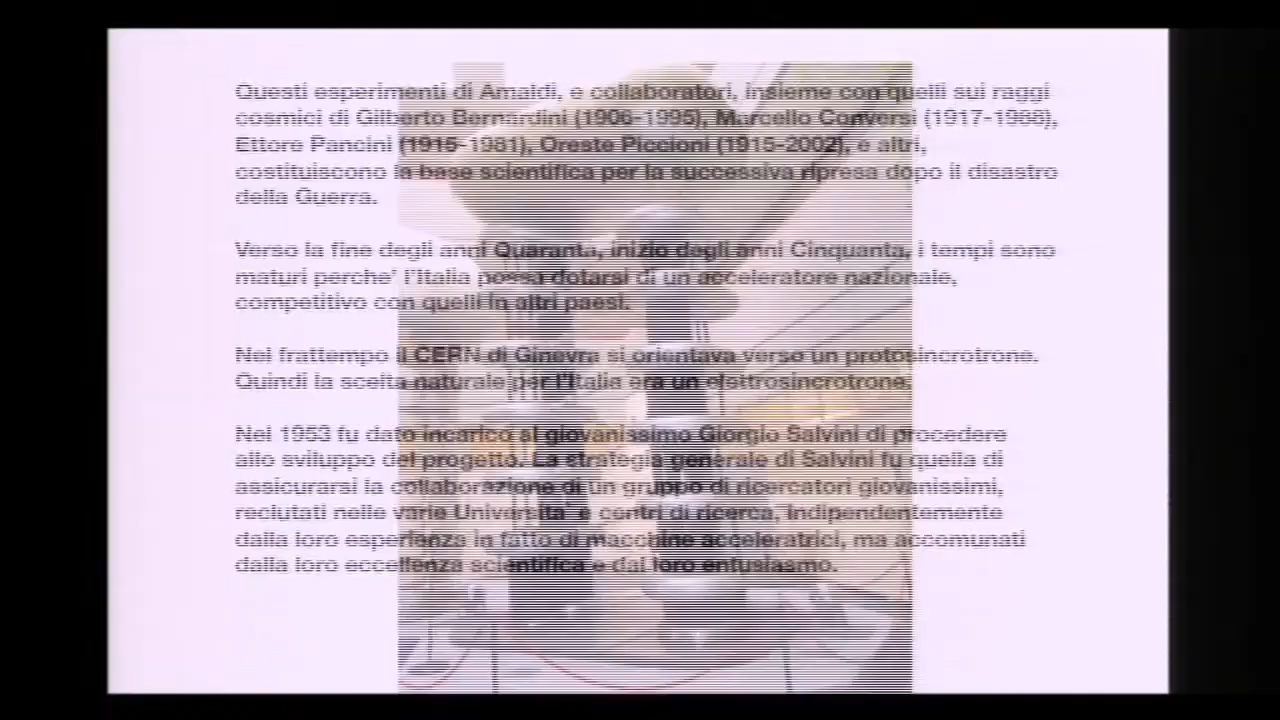 Questi esperimenti di Amaldi, e collaboratori, insieme con quelli sui raggi
cosmici di Gilberto Bernardini (1906-1995), Marcello Conversi (1917-1988),
Ettore Pancini (1915-1981), Oreste Piccioni (1915-2002), e altri,
costituiscono la base scientifica per la successiva ripresa dopo il disastro
della Guerra.
Verso la fine degli anni Quaranta, inizio degli anni Cinquanta, i tempi sono
maturi perche' l'Italia possa dotarsi di un acceleratore nazionale,
competitivo con quelli in altri paesi.
Nel frattempo il CERN di Ginevra si orientava verso un protosincrotrone.
Quindi la scelta naturale per l'Italia era un elettrosincrotrone.
Nel 1953 fu dato incarico al giovanissimo Giorgio Salvini di procedere
allo sviluppo del progetto. La strategia generale di Salvini fu quella di
assicurarsi la collaborazione di un gruppo di ricercatori giovanissimi,
reclutati nelle varie Universita' e centri di ricerca, indipendentemente
dalla loro esperienza in fatto di macchine acceleratrici, ma accomunati
dalla loro eccellenza scientifica e dal loro entusiasmo.